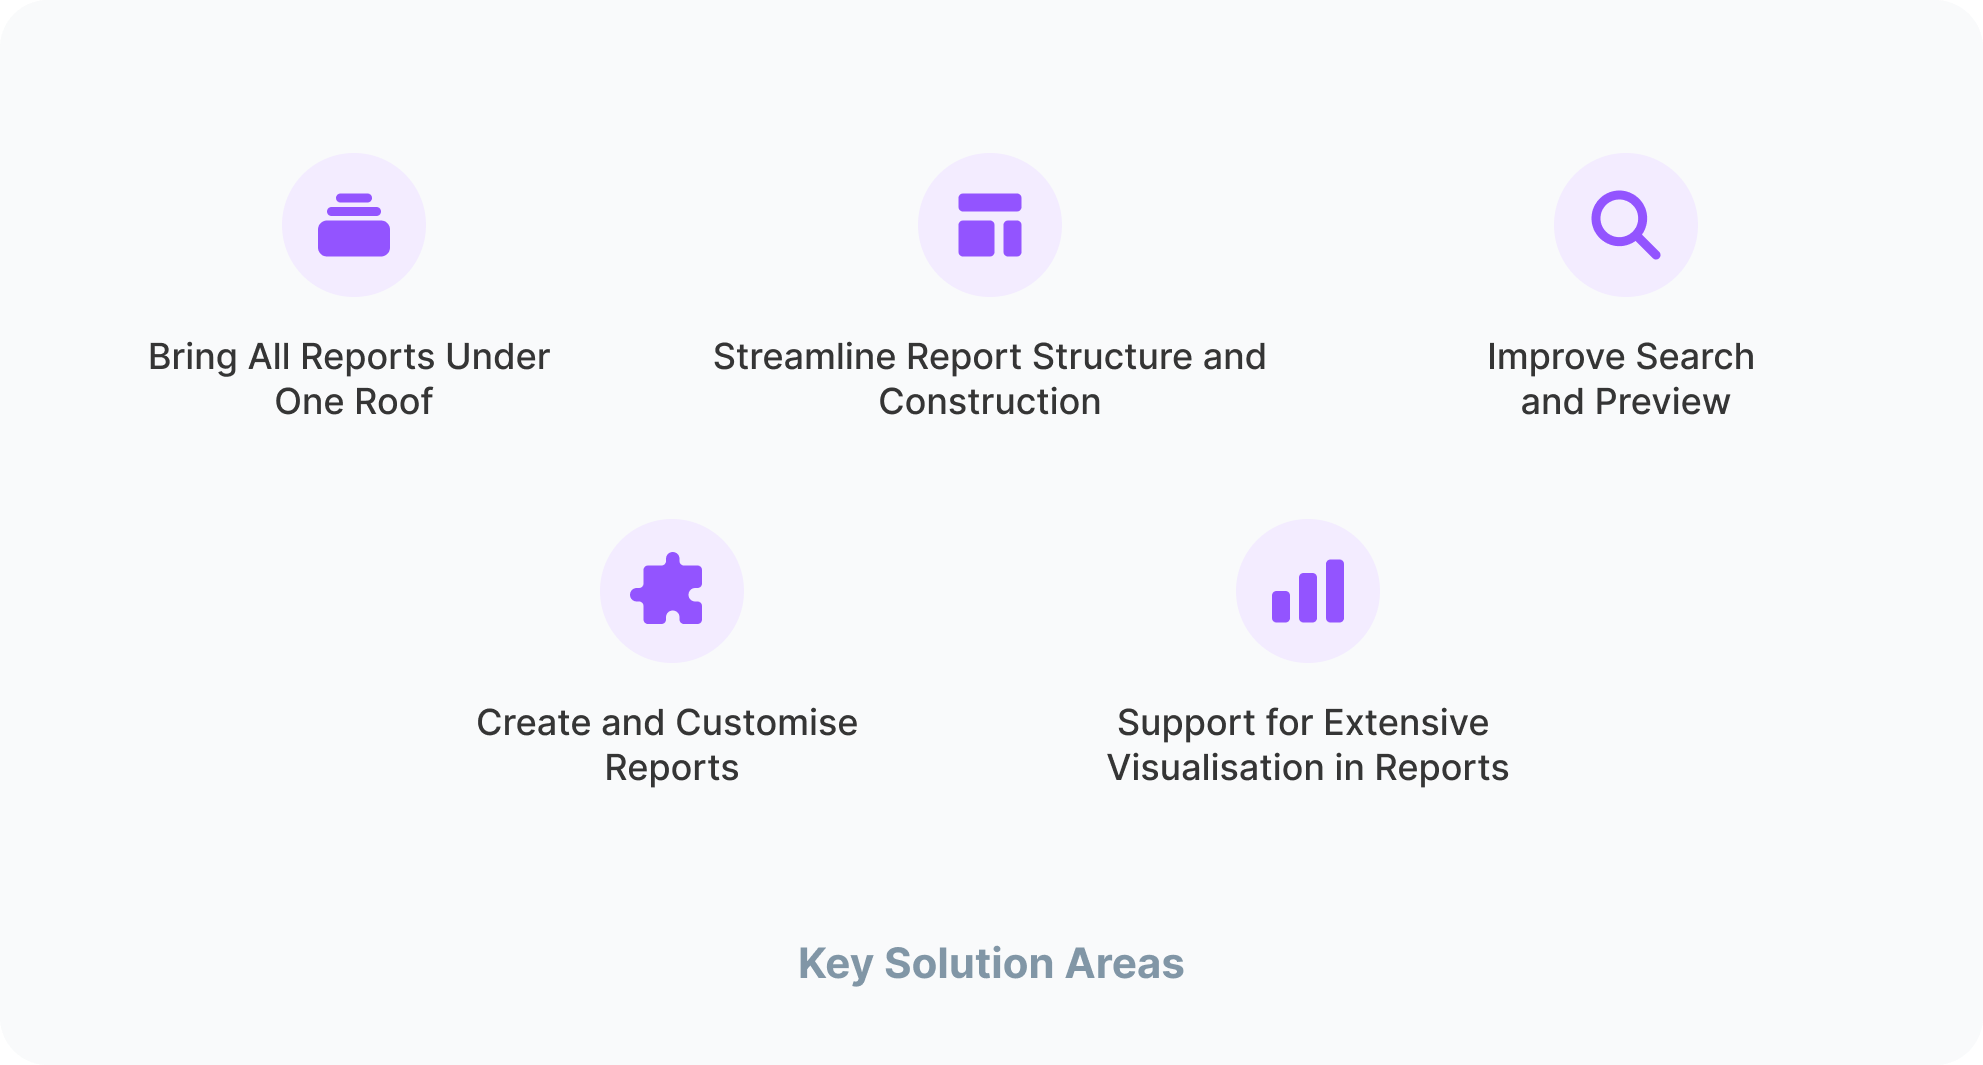 Bring All Reports Under
One Roof
Streamline Report Structure and
Construction
Improve Search
and Preview
Create and Customise
Reports
Support for Extensive
Visualisation in Reports
Key Solution Areas